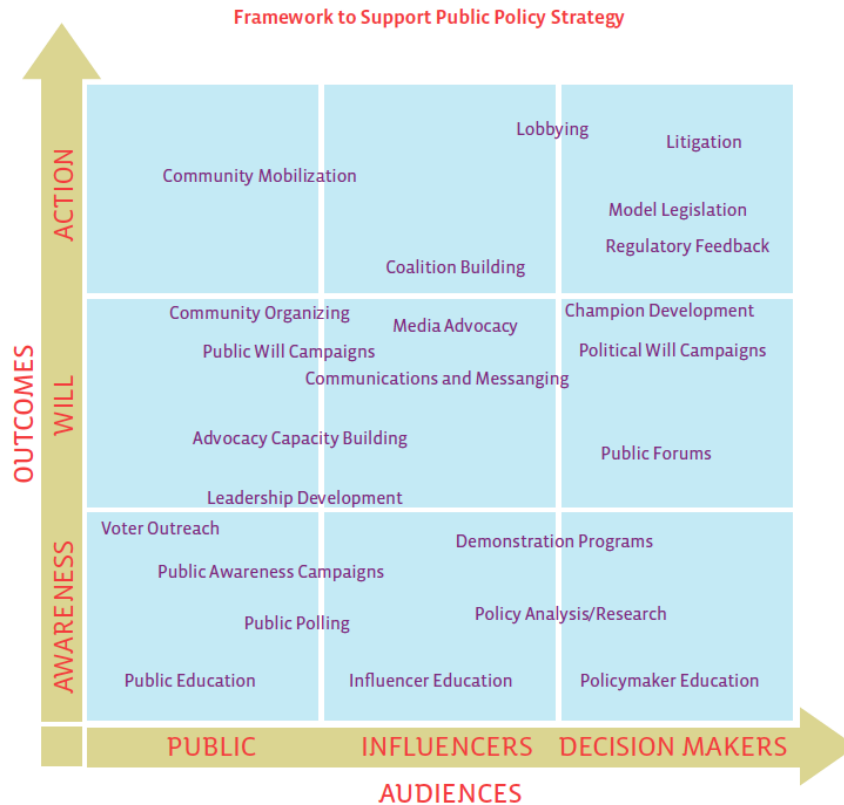 Framework to Support Public Policy Strategy
OUTCOMES
ACTION
WILL
AWARENESS
Lobbying
Litigation
Community Mobilization
Model Legislation
Regulatory Feedback
Coalition Building
Community Organizing
Media Advocacy
Champion Development
Public Will Campaigns
Political Will Campaigns
Communications and Messanging
Advocacy Capacity Building
Public Forums
Leadership Development
Voter Outreach
Demonstration Programs
Public Awareness Campaigns
Public Polling
Policy Analysis/Research
Public Education
Influencer Education
Policymaker Education
PUBLIC
INFLUENCERS
DECISION MAKERS
AUDIENCES